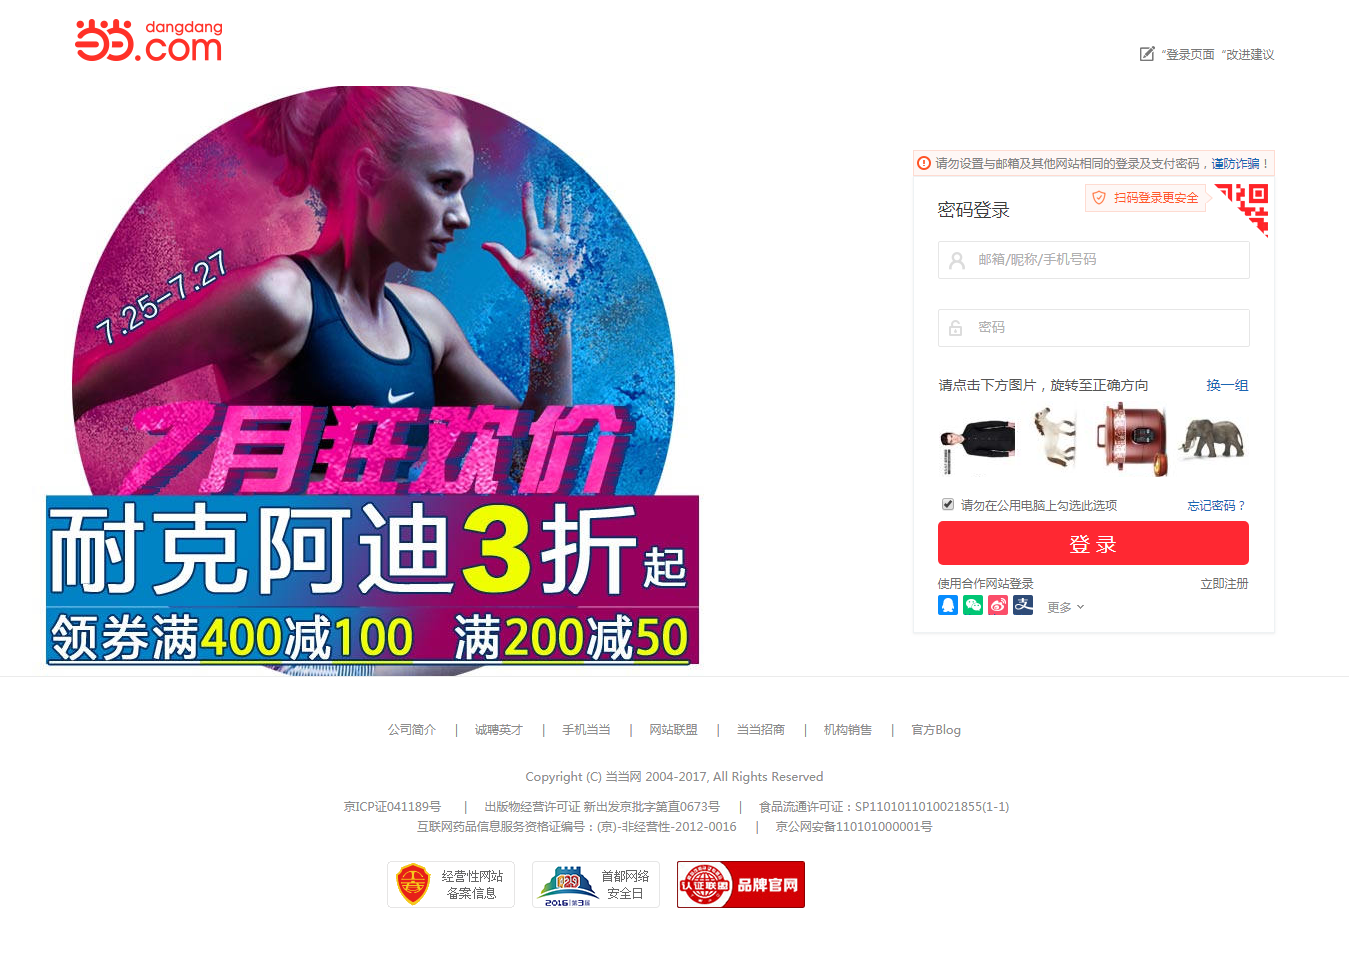 dangdang
.com
“登录页面 “改进建议
请勿设置与邮箱及其他网站相同的登录及支付密码，谨防诈骗！
扫码登录更安全
密码登录
邮箱/昵称/手机号码
密码
请点击下方图片，旋转至正确方向 换一组
请勿在公用电脑上勾选此选项 忘记密码？
登 录
使用合作网站登录 立即注册
更多
7.25-7.27
7月狂欢价
耐克阿迪3折起
领券满400减100 满200减50
公司简介 | 诚聘英才 | 手机当当 | 网站联盟 | 当当招商 | 机构销售 | 官方Blog
Copyright (C) 当当网 2004-2017, All Rights Reserved
京ICP证041189号 | 出版物经营许可证 新出发京批字第直0673号 | 食品流通许可证：SP1101011010021855(1-1)
互联网药品信息服务资格证编号：(京)-非经营性-2012-0016 | 京公网安备110101000001号
经营性网站
备案信息
429
2016 第3届
首都网络
安全日
认证联盟
品牌官网